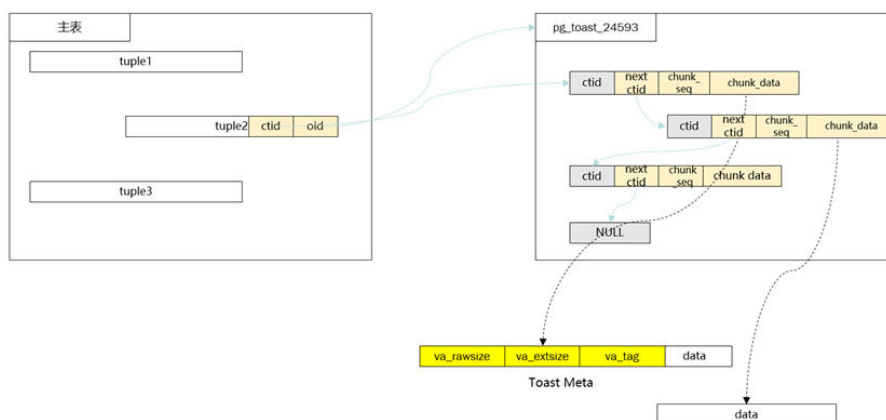 主表
pg_toast_24593
tuple1
ctid
next
ctid
chunk_
seq
chunk_data
tuple2
ctid
oid
ctid
next
ctid
chunk_
seq
chunk_data
tuple3
ctid
next
ctid
chunk_
seq
chunk data
NULL
va_rawsize
va_extsize
va_tag
data
Toast Meta
data